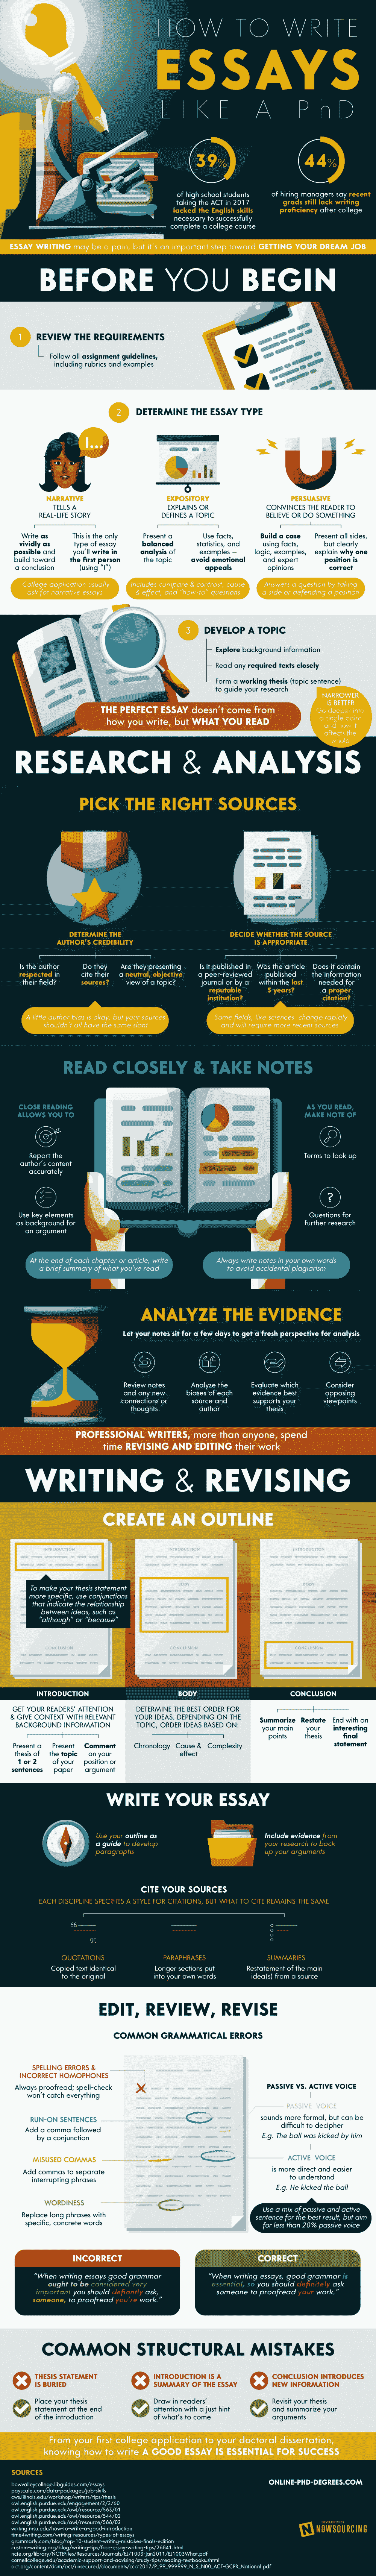 HOW TO WRITE
ESSAYS
LIKE A PhD
39%
of high school students
taking the ACT in 2017
lacked the English skills
necessary to successfully
complete a college course
44%
of hiring managers say recent
grads still lack writing
proficiency after college
ESSAY WRITING may be a pain, but it's an important step toward GETTING YOUR DREAM JOB
BEFORE YOU BEGIN
1 REVIEW THE REQUIREMENTS
Follow all assignment guidelines,
including rubrics and examples
2 DETERMINE THE ESSAY TYPE
I...
NARRATIVE
TELLS A
REAL-LIFE STORY
Write as
vividly as
possible and
build toward
a conclusion
This is the only
type of essay
you'll write in
the first person
(using "I")
College application usually
ask for narrative essays
EXPOSITORY
EXPLAINS OR
DEFINES A TOPIC
Present a
balanced
analysis of
the topic
Use facts,
statistics, and
examples —
avoid emotional
appeals
Includes compare & contrast, cause
& effect, and "how-to" questions
PERSUASIVE
CONVINCES THE READER TO
BELIEVE OR DO SOMETHING
Build a case
using facts,
logic, examples,
and expert
opinions
Present all sides,
but clearly
explain why one
position is
correct
Answers a question by taking
a side or defending a position
3 DEVELOP A TOPIC
Explore background information
Read any required texts closely
Form a working thesis (topic sentence)
to guide your research
NARROWER
IS BETTER
Go deeper into
a single point
and how it
affects the
whole
THE PERFECT ESSAY doesn't come from
how you write, but WHAT YOU READ
RESEARCH & ANALYSIS
PICK THE RIGHT SOURCES
DETERMINE THE
AUTHOR'S CREDIBILITY
Is the author
respected in
their field?
Do they
cite their
sources?
Are they presenting
a neutral, objective
view of a topic?
A little author bias is okay, but your sources
shouldn't all have the same slant
DECIDE WHETHER THE SOURCE
IS APPROPRIATE
Is it published in
a peer-reviewed
journal or by a
reputable
institution?
Was the article
published
within the last
5 years?
Does it contain
the information
needed for
a proper
citation?
Some fields, like sciences, change rapidly
and will require more recent sources
READ CLOSELY & TAKE NOTES
CLOSE READING
ALLOWS YOU TO
Report the
author's content
accurately
Use key elements
as background for
an argument
AS YOU READ,
MAKE NOTE OF
Terms to look up
?
Questions for
further research
At the end of each chapter or article, write
a brief summary of what you've read
Always write notes in your own words
to avoid accidental plagiarism
ANALYZE THE EVIDENCE
Let your notes sit for a few days to get a fresh perspective for analysis
Review notes
and any new
connections or
thoughts
Analyze the
biases of each
source and
author
Evaluate which
evidence best
supports your
thesis
Consider
opposing
viewpoints
PROFESSIONAL WRITERS, more than anyone, spend
time REVISING AND EDITING their work
WRITING & REVISING
CREATE AN OUTLINE
INTRODUCTION
INTRODUCTION
INTRODUCTION
To make your thesis statement
more specific, use conjunctions
that indicate the relationship
between ideas, such as
"although" or "because"
BODY
BODY
CONCLUSION
CONCLUSION
CONCLUSION
INTRODUCTION
GET YOUR READERS' ATTENTION
& GIVE CONTEXT WITH RELEVANT
BACKGROUND INFORMATION
Present a
thesis of
1 or 2
sentences
Present
the topic
of your
paper
Comment
on your
position or
argument
BODY
DETERMINE THE BEST ORDER FOR
YOUR IDEAS. DEPENDING ON THE
TOPIC, ORDER IDEAS BASED ON:
Chronology
Cause &
effect
Complexity
CONCLUSION
Summarize
your main
points
Restate
your
thesis
End with an
interesting
final
statement
WRITE YOUR ESSAY
Use your outline as
a guide to develop
paragraphs
Include evidence from
your research to back
up your arguments
CITE YOUR SOURCES
EACH DISCIPLINE SPECIFIES A STYLE FOR CITATIONS, BUT WHAT TO CITE REMAINS THE SAME
QUOTATIONS
Copied text identical
to the original
PARAPHRASES
Longer sections put
into your own words
SUMMARIES
Restatement of the main
idea(s) from a source
EDIT, REVIEW, REVISE
COMMON GRAMMATICAL ERRORS
SPELLING ERRORS &
INCORRECT HOMOPHONES
Always proofread; spell-check
won't catch everything
RUN-ON SENTENCES
Add a comma followed
by a conjunction
MISUSED COMMAS
Add commas to separate
interrupting phrases
WORDINESS
Replace long phrases with
specific, concrete words
PASSIVE VS. ACTIVE VOICE
PASSIVE VOICE
sounds more formal, but can be
difficult to decipher
E.g. The ball was kicked by him
ACTIVE VOICE
is more direct and easier
to understand
E.g. He kicked the ball
Use a mix of passive and active
sentence for the best result, but aim
for less than 20% passive voice
INCORRECT
"When writing essays good grammar
ought to be considered very
important you should defiantly ask,
someone, to proofread you're work."
CORRECT
"When writing essays, good grammar is
essential, so you should definitely ask
someone to proofread your work."
COMMON STRUCTURAL MISTAKES
THESIS STATEMENT
IS BURIED
Place your thesis
statement at the end
of the introduction
INTRODUCTION IS A
SUMMARY OF THE ESSAY
Draw in readers'
attention with a just hint
of what's to come
CONCLUSION INTRODUCES
NEW INFORMATION
Revisit your thesis
and summarize your
arguments
From your first college application to your doctoral dissertation,
knowing how to write A GOOD ESSAY IS ESSENTIAL FOR SUCCESS
SOURCES
bowvalleycollege.libguides.com/essays
payscale.com/data-packages/job-skills
cws.illinois.edu/workshop/writers/tips/thesis
owl.english.purdue.edu/engagement/2/2/60
owl.english.purdue.edu/owl/resource/563/01
owl.english.purdue.edu/owl/resource/544/02
owl.english.purdue.edu/owl/resource/588/02
writing.msu.edu/how-to-write-a-good-introduction
time4writing.com/writing-resources/types-of-essays
grammarly.com/blog/top-10-student-writing-mistakes-finals-edition
custom-writing.org/blog/writing-tips/free-essay-writing-tips/26841.html
ONLINE-PHD-DEGREES.COM
DEVELOPED BY
NOWSOURCING